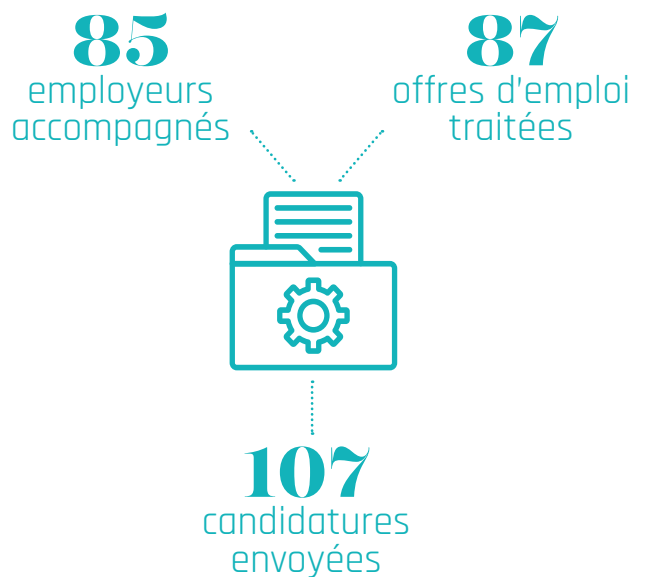 85
employeurs
accompagnés
87
offres d'emploi
traitées
107
candidatures
envoyées